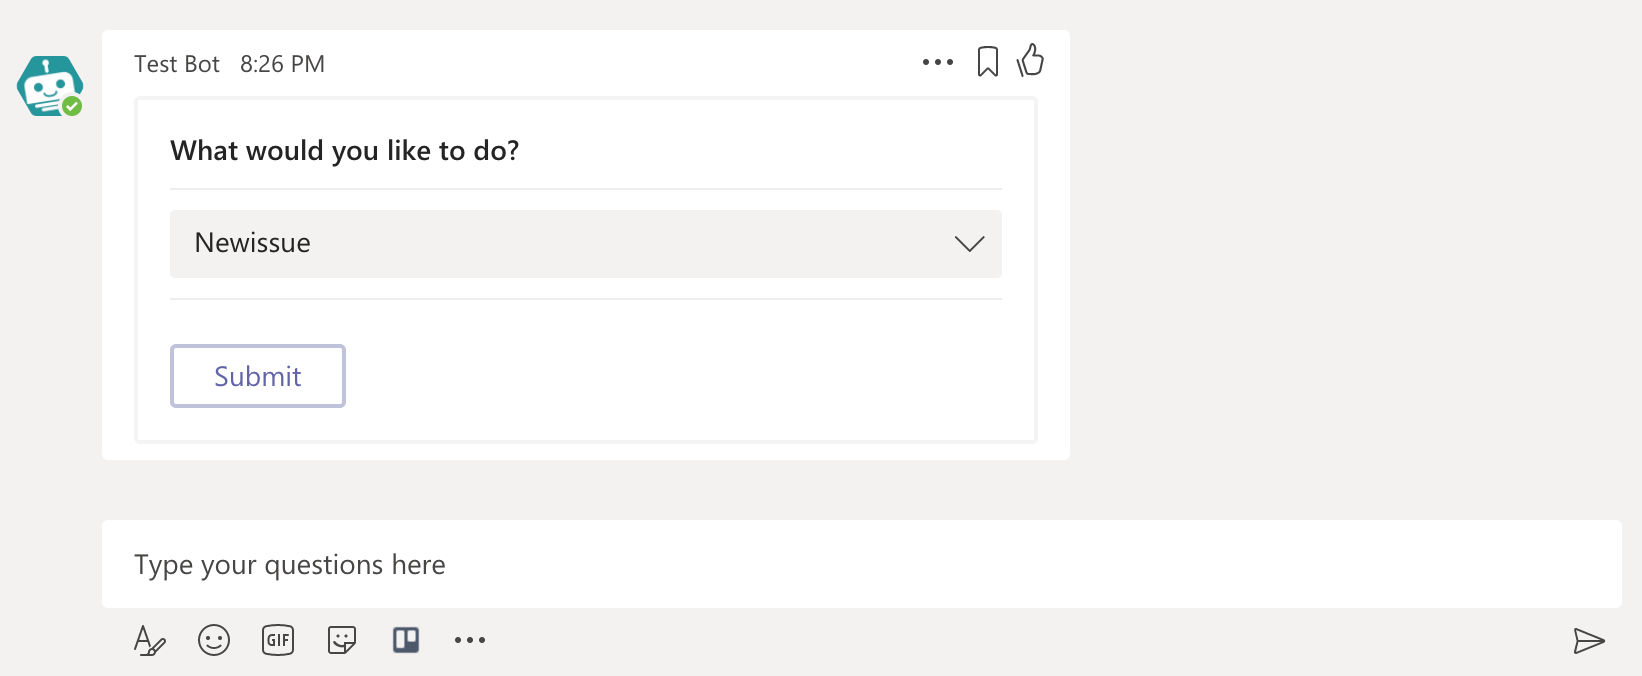 Test Bot 8:26 PM
What would you like to do?
Newissue
Submit
Type your questions here
GIF